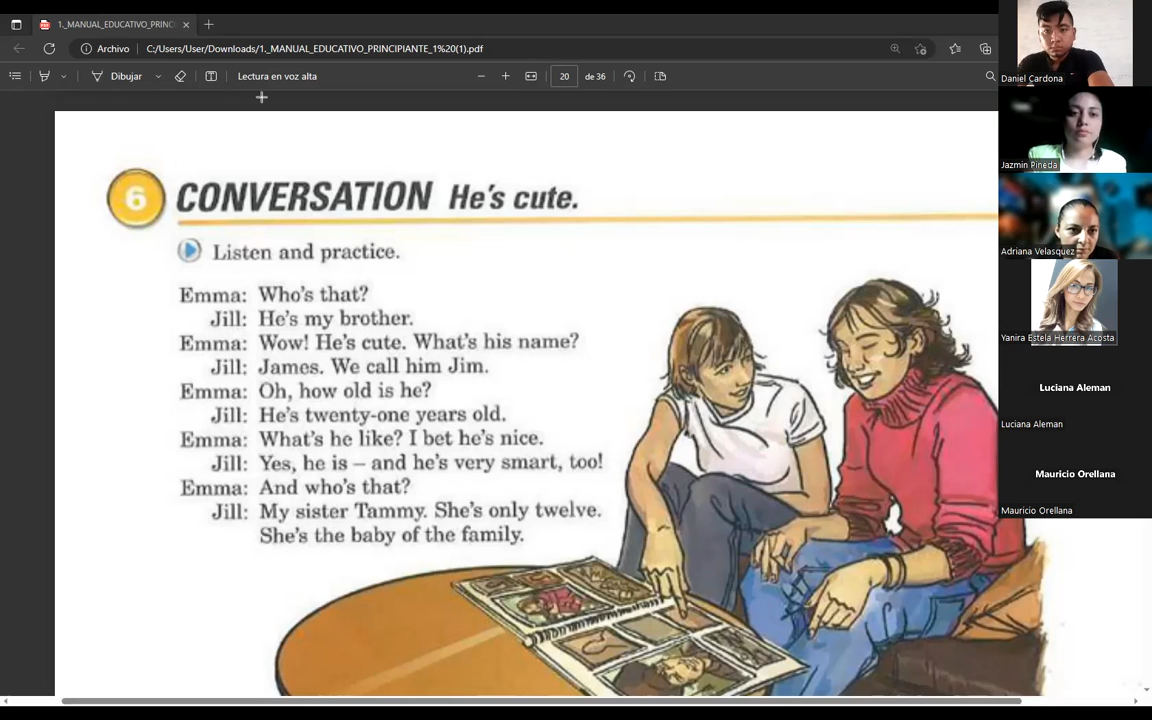 1._MANUAL_EDUCATIVO_PRINC
Archivo
C:/Users/User/Downloads/1._MANUAL_EDUCATIVO_PRINCIPIANTE_1%20(1).pdf
Dibujar
Lectura en voz alta
20
de 36
6 CONVERSATION He's cute.
Listen and practice.
Emma: Who's that?
Jill: He's my brother.
Emma: Wow! He's cute. What's his name?
Jill: James. We call him Jim.
Emma: Oh, how old is he?
Jill: He's twenty-one years old.
Emma: What's he like? I bet he's nice.
Jill: Yes, he is – and he's very smart, too!
Emma: And who's that?
Jill: My sister Tammy. She's only twelve.
She's the baby of the family.
Daniel Cardona
Jazmin Pineda
Adriana Velasquez
Yanira Estela Herrera Acosta
Luciana Aleman
Luciana Aleman
Mauricio Orellana
Mauricio Orellana